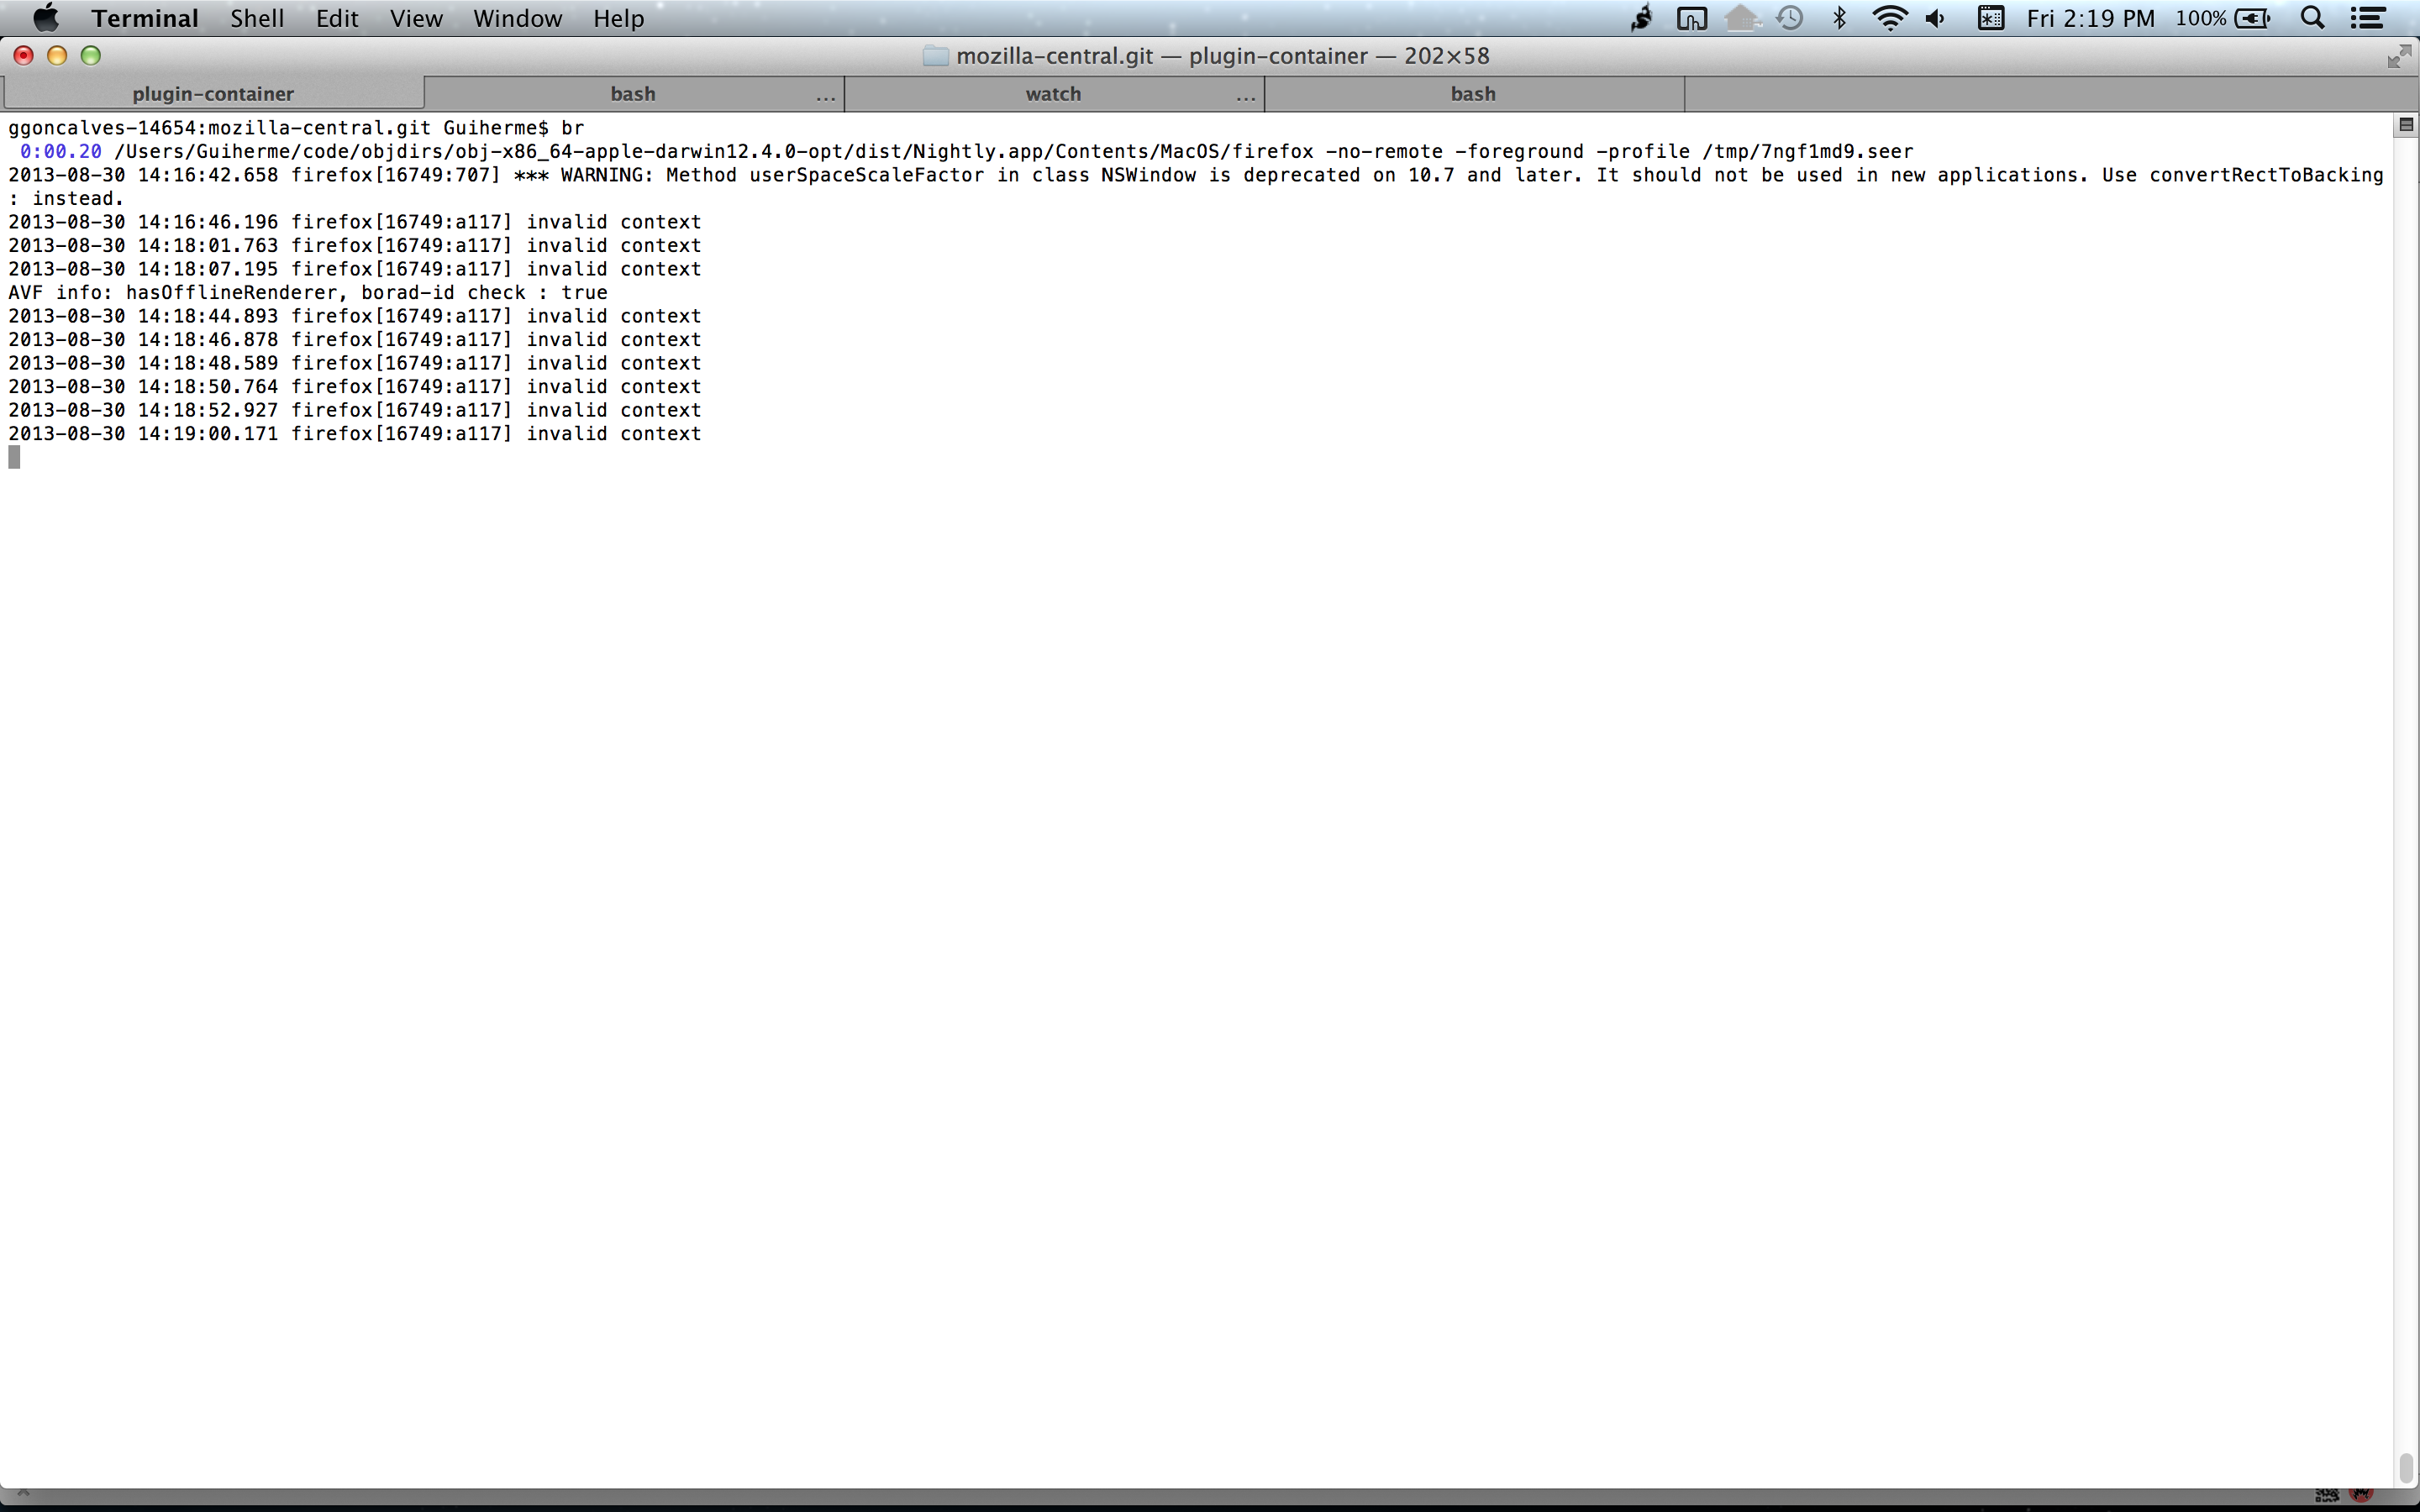 Terminal Shell Edit View Window Help Fri 2:19 PM 100%
mozilla-central.git — plugin-container — 202×58
plugin-container bash ... watch ... bash
ggoncalves-14654:mozilla-central.git Guiherme$ br
0:00.20 /Users/Guiherme/code/objdirs/obj-x86_64-apple-darwin12.4.0-opt/dist/Nightly.app/Contents/MacOS/firefox -no-remote -foreground -profile /tmp/7ngf1md9.seer
2013-08-30 14:16:42.658 firefox[16749:707] *** WARNING: Method userSpaceScaleFactor in class NSWindow is deprecated on 10.7 and later. It should not be used in new applications. Use convertRectToBacking
: instead.
2013-08-30 14:16:46.196 firefox[16749:a117] invalid context
2013-08-30 14:18:01.763 firefox[16749:a117] invalid context
2013-08-30 14:18:07.195 firefox[16749:a117] invalid context
AVF info: hasOfflineRenderer, borad-id check : true
2013-08-30 14:18:44.893 firefox[16749:a117] invalid context
2013-08-30 14:18:46.878 firefox[16749:a117] invalid context
2013-08-30 14:18:48.589 firefox[16749:a117] invalid context
2013-08-30 14:18:50.764 firefox[16749:a117] invalid context
2013-08-30 14:18:52.927 firefox[16749:a117] invalid context
2013-08-30 14:19:00.171 firefox[16749:a117] invalid context